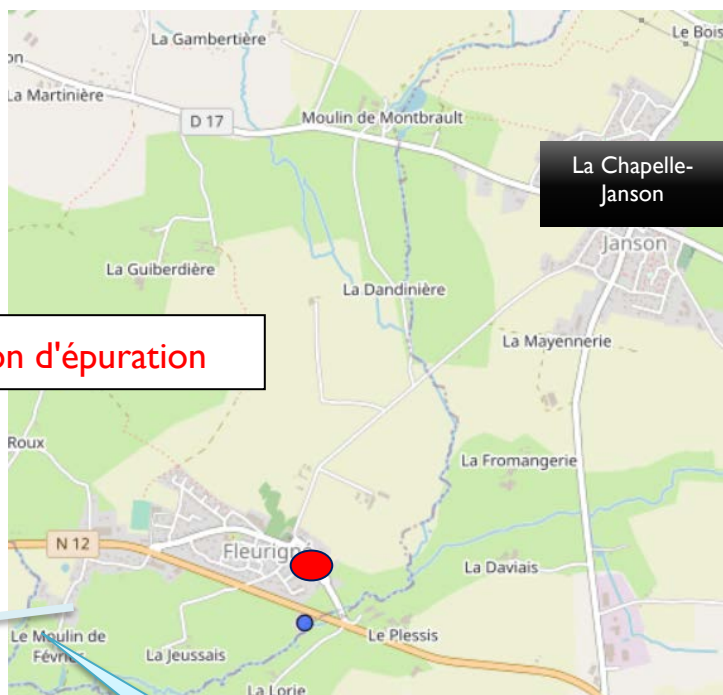 La Gambertière
Le Bois
on
La Martinière
D 17
Moulin de Montbrault
La Chapelle-
Janson
Janson
La Guiberdière
La Dandinière
on d'épuration
La Mayennerie
Roux
La Fromangerie
N 12
Fleurigné
La Daviais
Le Moulin de
Février
La Jeussais
Le Plessis
La Lorie